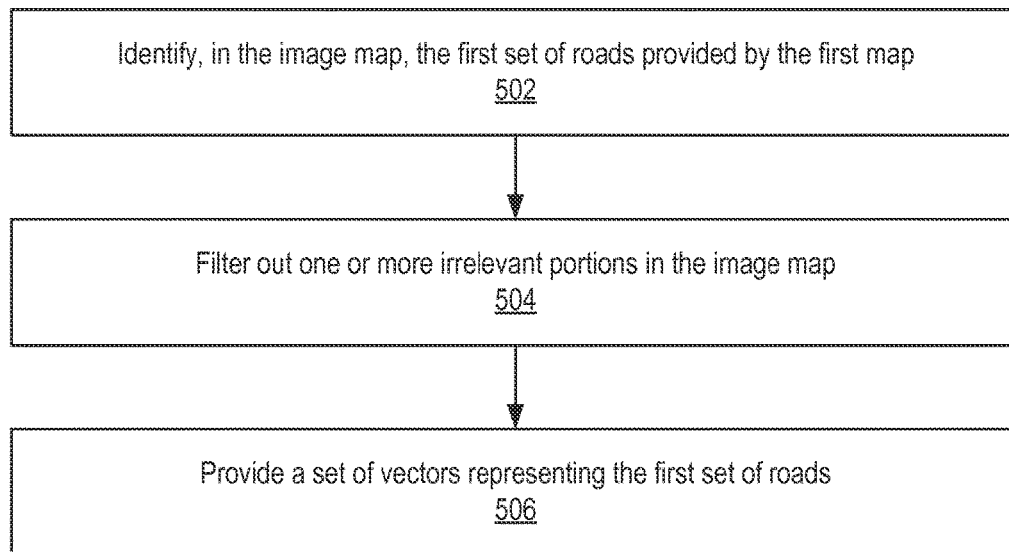 Identify, in the image map, the first set of roads provided by the first map
502
Filter out one or more irrelevant portions in the image map
504
Provide a set of vectors representing the first set of roads
506